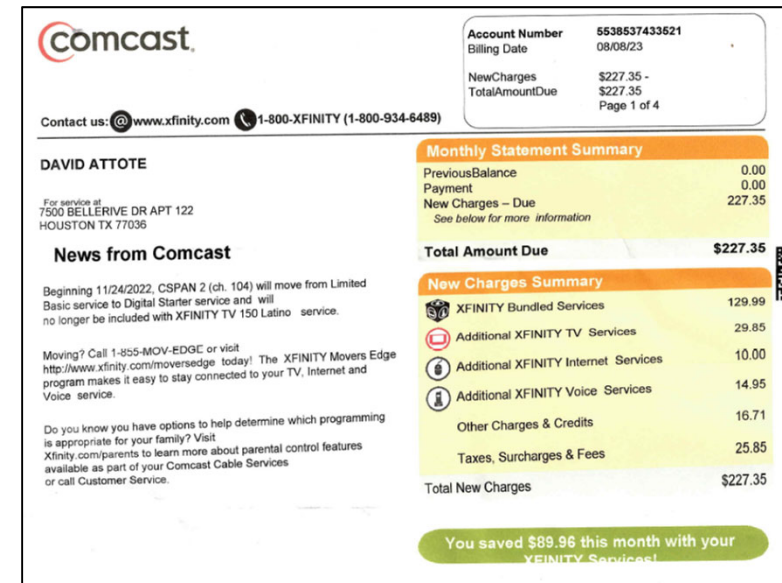 comcast.
Account Number 5538537433521
Billing Date 08/08/23
NewCharges $227.35 -
TotalAmountDue $227.35
Page 1 of 4
Contact us: @ www.xfinity.com 1-800-XFINITY (1-800-934-6489)
DAVID ATTOTE
For service at
7500 BELLERIVE DR APT 122
HOUSTON TX 77036
News from Comcast
Beginning 11/24/2022, CSPAN 2 (ch. 104) will move from Limited
Basic service to Digital Starter service and will
no longer be included with XFINITY TV 150 Latino service.
Moving? Call 1-855-MOV-EDGE or visit
http://www.xfinity.com/moversedge today! The XFINITY Movers Edge
program makes it easy to stay connected to your TV, Internet and
Voice service.
Do you know you have options to help determine which programming
is appropriate for your family? Visit
Xfinity.com/parents to learn more about parental control features
available as part of your Comcast Cable Services
or call Customer Service.
Monthly Statement Summary
PreviousBalance 0.00
Payment 0.00
New Charges – Due 227.35
See below for more information
Total Amount Due $227.35
New Charges Summary
XFINITY Bundled Services 129.99
Additional XFINITY TV Services 29.85
Additional XFINITY Internet Services 10.00
Additional XFINITY Voice Services 14.95
Other Charges & Credits 16.71
Taxes, Surcharges & Fees 25.85
Total New Charges $227.35
You saved $89.96 this month with your
XFINITY Services!